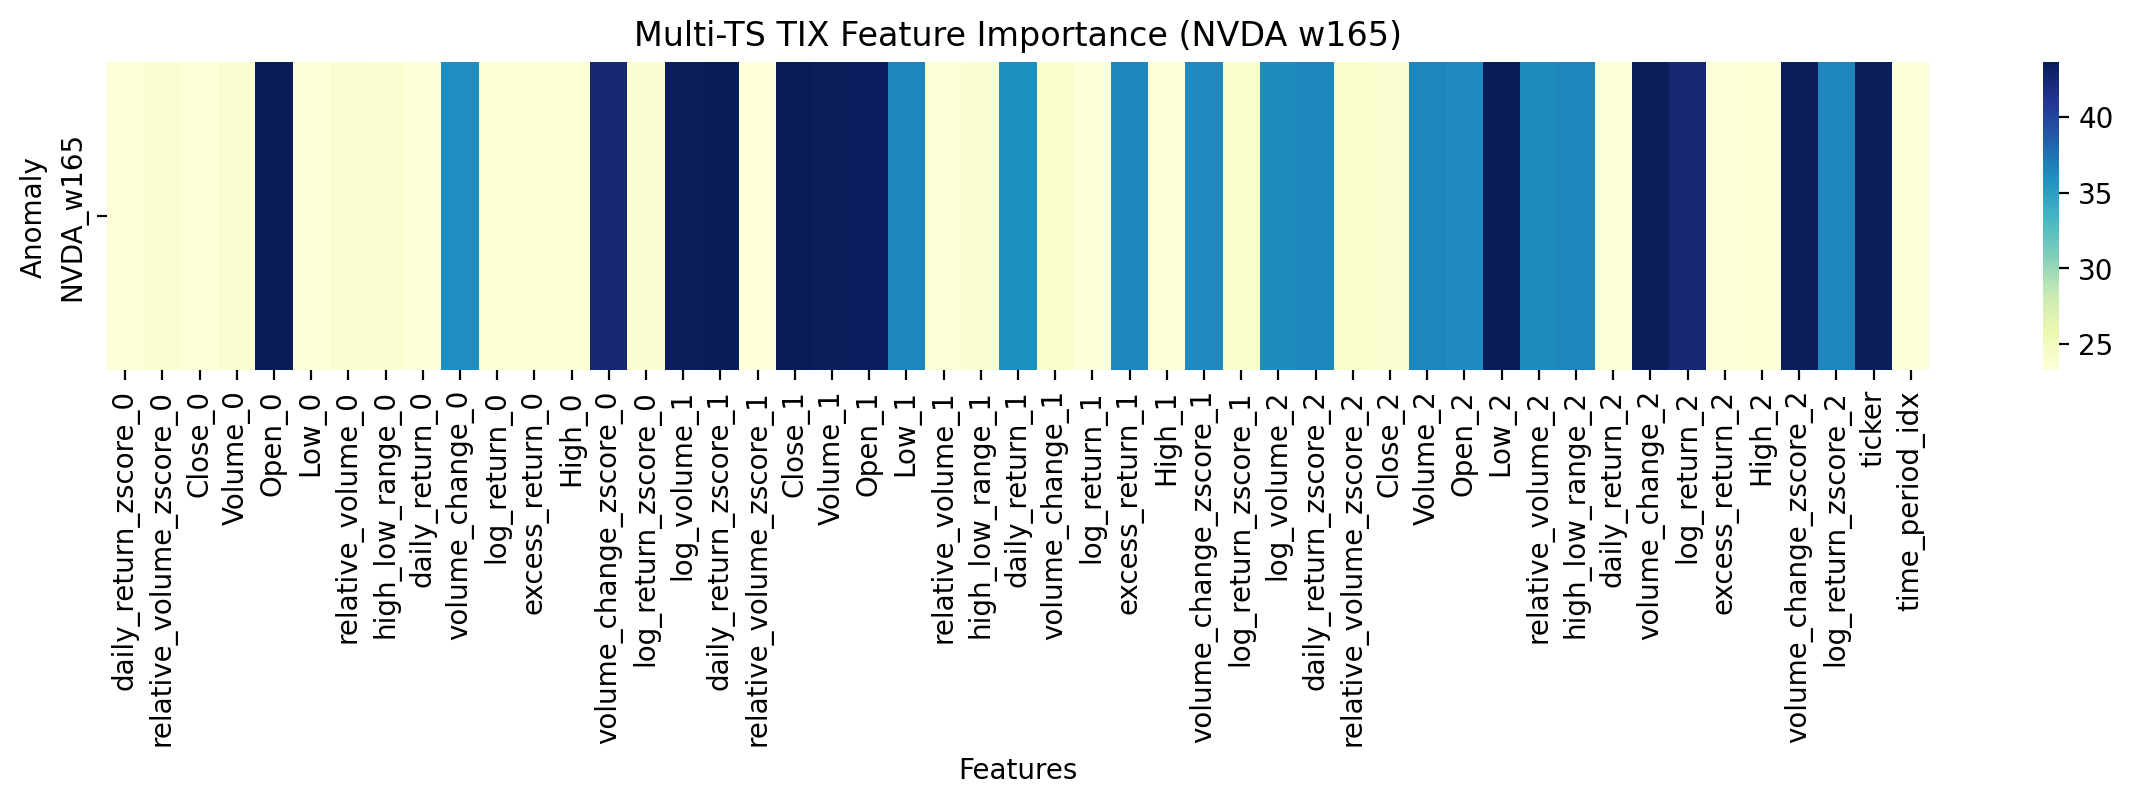 Multi-TS TIX Feature Importance (NVDA w165)
Anomaly
NVDA_w165
40
35
30
25
daily_return_zscore_0
relative_volume_zscore_0
Close_0
Volume_0
Open_0
Low_0
relative_volume_0
high_low_range_0
daily_return_0
volume_change_0
log_return_0
excess_return_0
High_0
volume_change_zscore_0
log_return_zscore_0
log_volume_1
daily_return_zscore_1
relative_volume_zscore_1
Close_1
Volume_1
Open_1
Low_1
relative_volume_1
high_low_range_1
daily_return_1
volume_change_1
log_return_1
excess_return_1
High_1
volume_change_zscore_1
log_return_zscore_1
log_volume_2
daily_return_zscore_2
relative_volume_zscore_2
Close_2
Volume_2
Open_2
Low_2
relative_volume_2
high_low_range_2
daily_return_2
volume_change_2
log_return_2
excess_return_2
High_2
volume_change_zscore_2
log_return_zscore_2
ticker
time_period_idx
Features